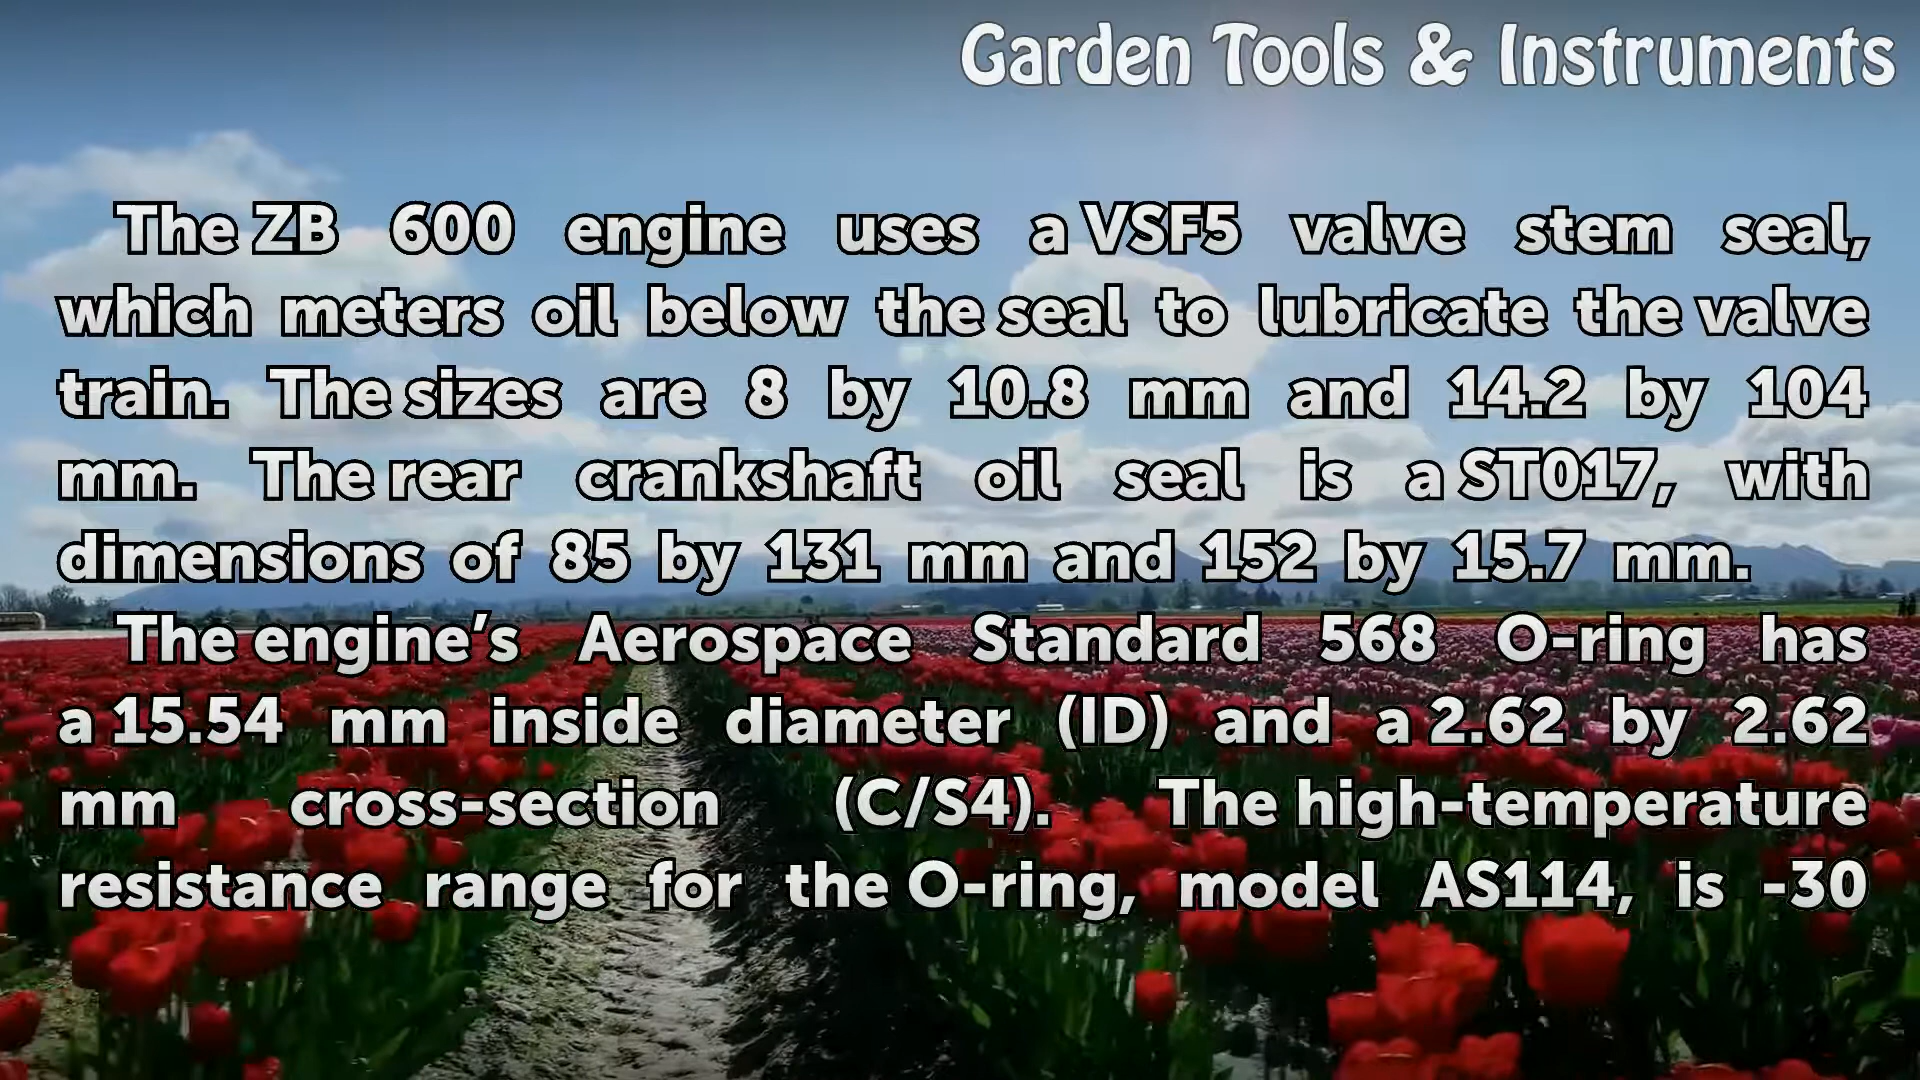 Garden Tools & Instruments
The ZB 600 engine uses a VSF5 valve stem seal,
which meters oil below the seal to lubricate the valve
train. The sizes are 8 by 10.8 mm and 14.2 by 104
mm. The rear crankshaft oil seal is a ST017, with
dimensions of 85 by 131 mm and 152 by 15.7 mm.
The engine’s Aerospace Standard 568 O-ring has
a 15.54 mm inside diameter (ID) and a 2.62 by 2.62
mm cross-section (C/S4). The high-temperature
resistance range for the O-ring, model AS114, is -30